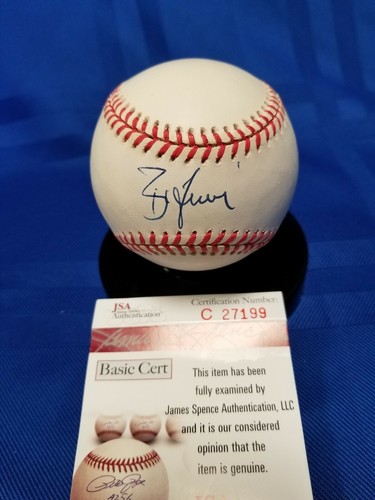 JSA
Authentication
Certification Number:
C 27199
Basic Cert
This item has been
fully examined by
James Spence Authentication, LLC
and it is our considered
opinion that the
item is genuine.
4256